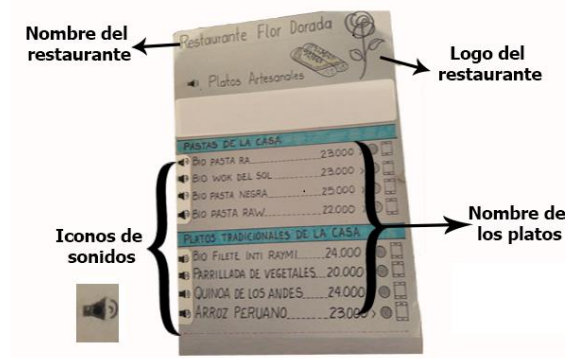 Nombre del
restaurante
Restaurante Flor Dorada
Logo del
restaurante
Platos Artesanales
PASTAS DE LA CASA
BIO PASTA RA 23.000
BIO WOK DEL SOL 23.000
BIO PASTA NEGRA 25.000
BIO PASTA RAW 22.000
Iconos de
sonidos
Nombre de
los platos
PLATOS TRADICIONALES DE LA CASA
BIO FILETE INTI RAYMI 24.000
PARRILLADA DE VEGETALES 20.000
QUINOA DE LOS ANDES 24.000
ARROZ PERUANO 23.000